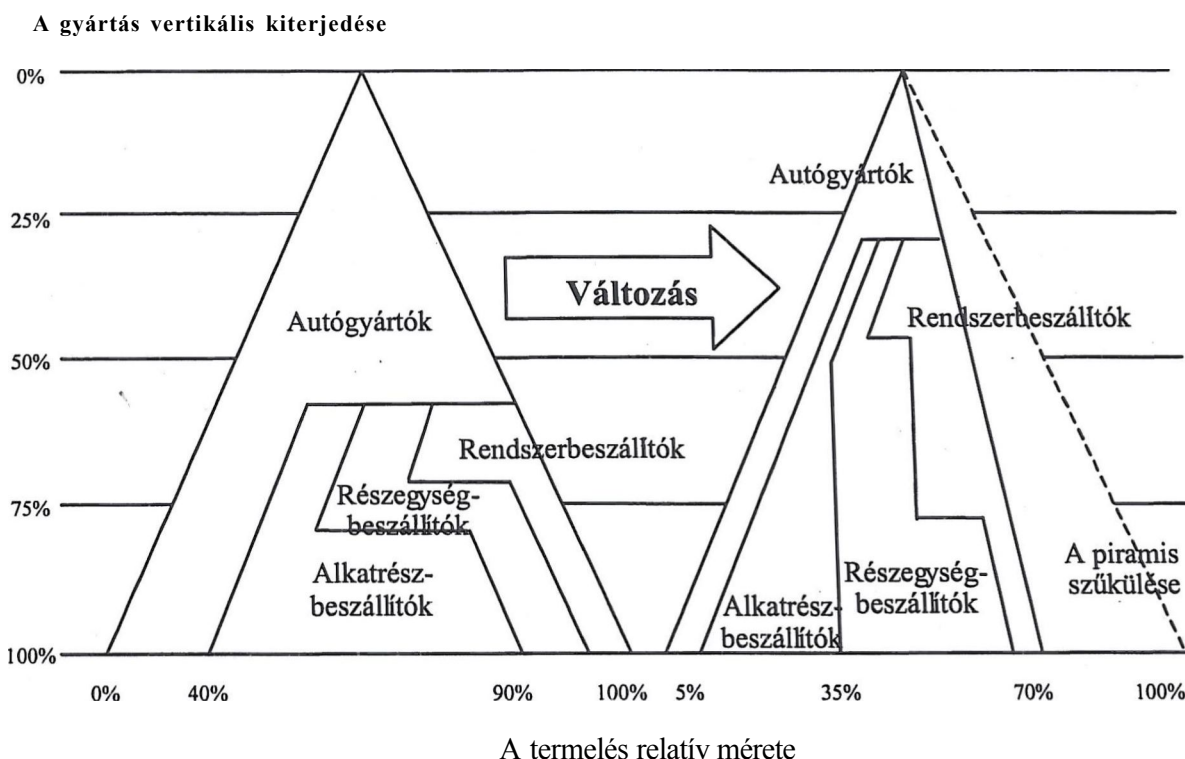 A gyártás vertikális kiterjedése
0%
Autógyártók
25%
Változás
Autógyártók
Rendszerbeszállítók
50%
Rendszerbeszállítók
75%
Részegység-
beszállítók
Alkatrész-
beszállítók
Részegység-
beszállítók
A piramis
szűkülése
Alkatrész-
beszállítók
100%
0% 40% 90% 100% 5% 35% 70% 100%
A termelés relatív mérete